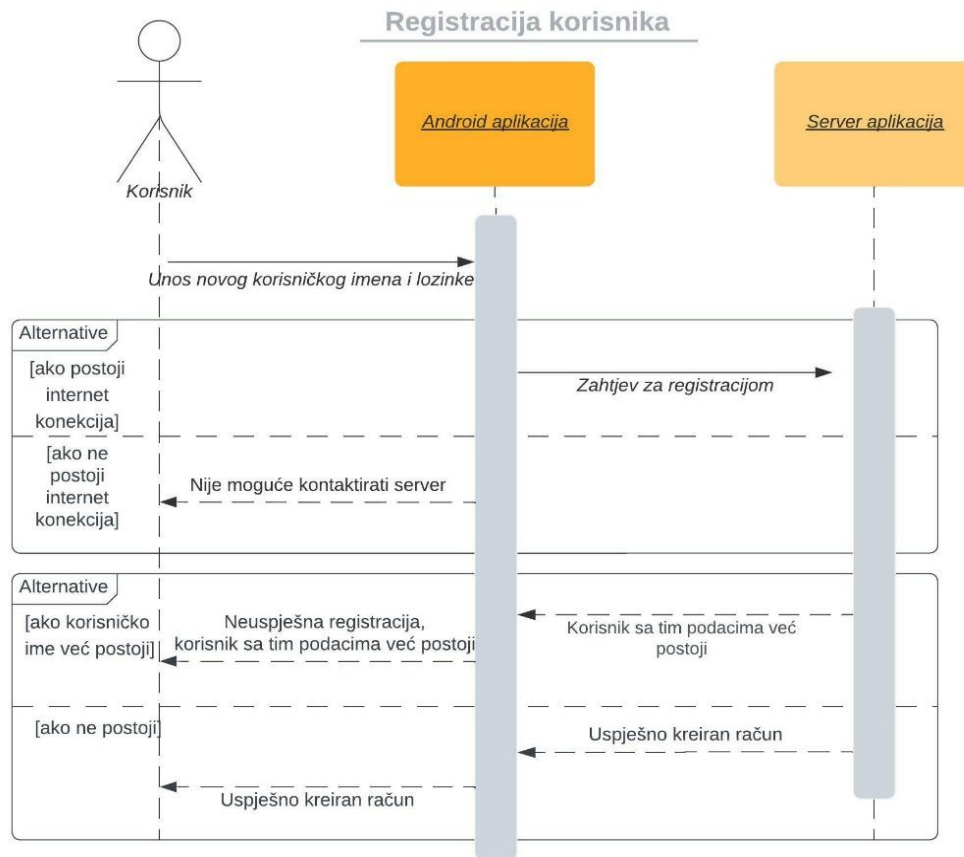 Registracija korisnika
Android aplikacija
Server aplikacija
Korisnik
Unos novog korisničkog imena i lozinke
Alternative
[ako postoji
internet
konekcija]
Zahtjev za registracijom
[ako ne
postoji
internet
konekcija]
Nije moguće kontaktirati server
Alternative
[ako korisničko
ime već postoji]
Neuspješna registracija,
korisnik sa tim podacima već postoji
Korisnik sa tim podacima već
postoji
[ako ne postoji]
Uspješno kreiran račun
Uspješno kreiran račun